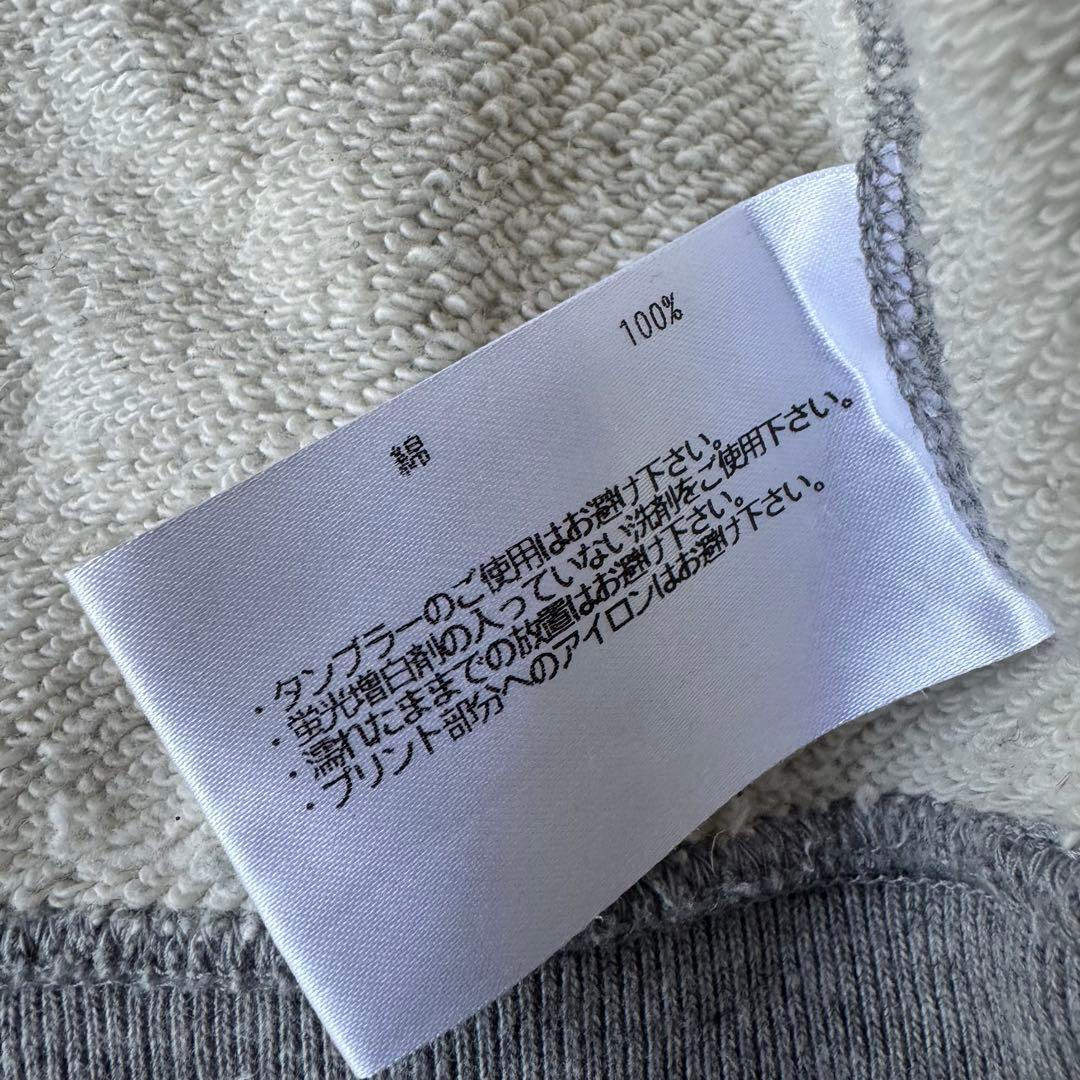 綿 100%
・タンブラーのご使用はお避け下さい。
・蛍光増白剤の入っていない洗剤をご使用下さい。
・濡れたままでの放置はお避け下さい。
・プリント部分へのアイロンはお避け下さい。